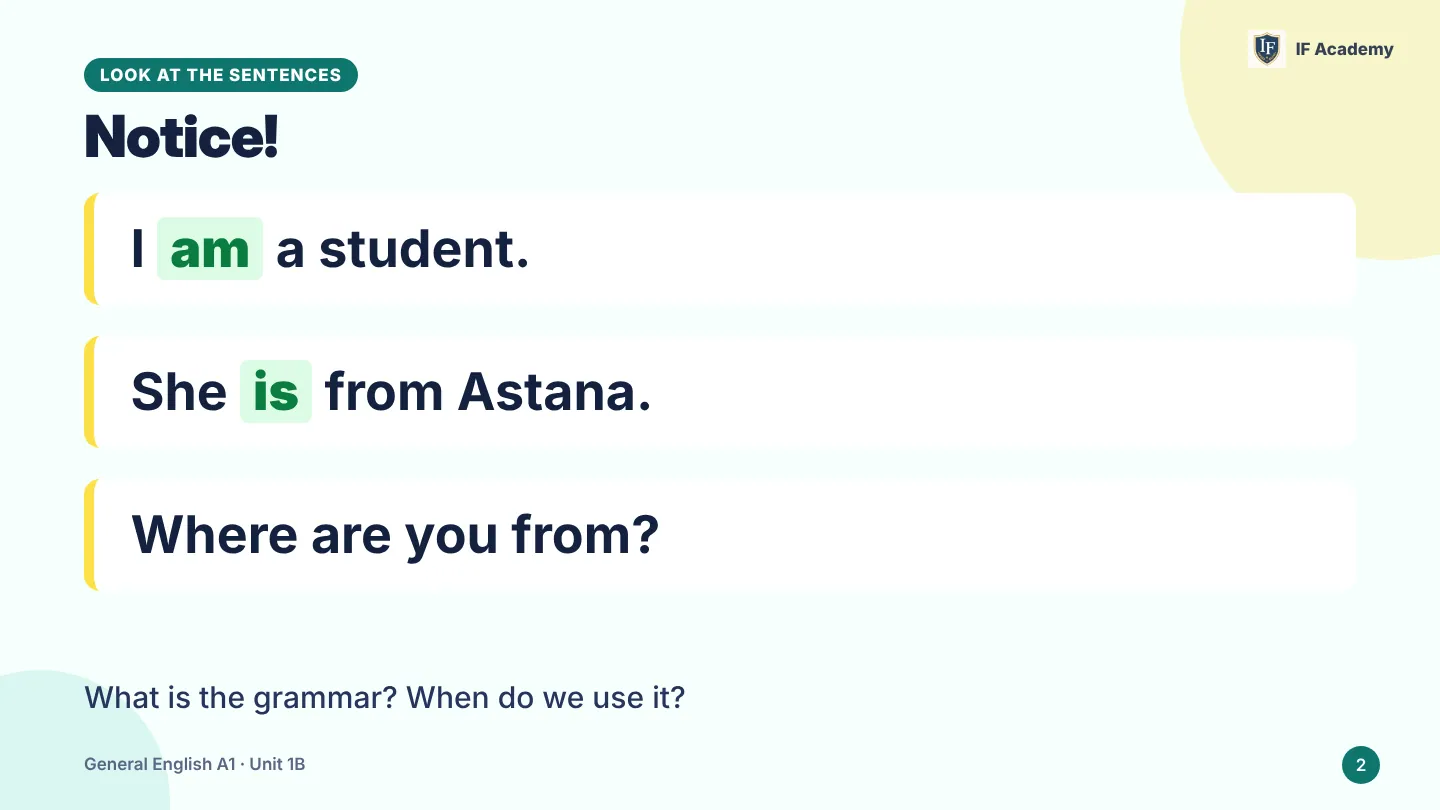 IF IF Academy
LOOK AT THE SENTENCES
Notice!
I am a student.
She is from Astana.
Where are you from?
What is the grammar? When do we use it?
General English A1 · Unit 1B
2